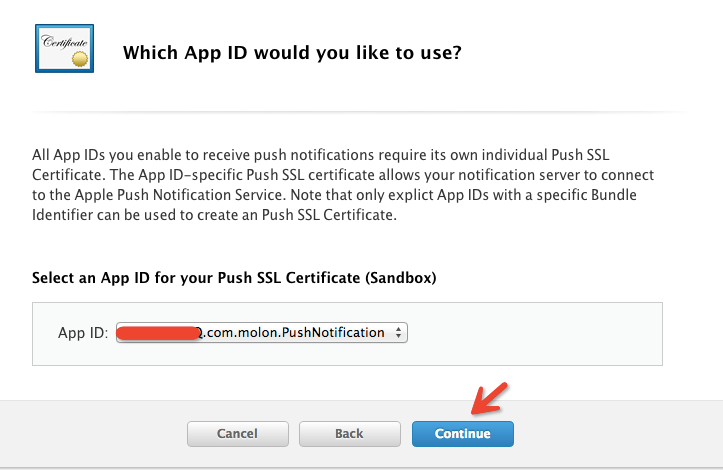 Certificate
Which App ID would you like to use?
All App IDs you enable to receive push notifications require its own individual Push SSL
Certificate. The App ID-specific Push SSL certificate allows your notification server to connect
to the Apple Push Notification Service. Note that only explict App IDs with a specific Bundle
Identifier can be used to create an Push SSL Certificate.
Select an App ID for your Push SSL Certificate (Sandbox)
App ID: Q.com.molon.PushNotification
Cancel Back Continue